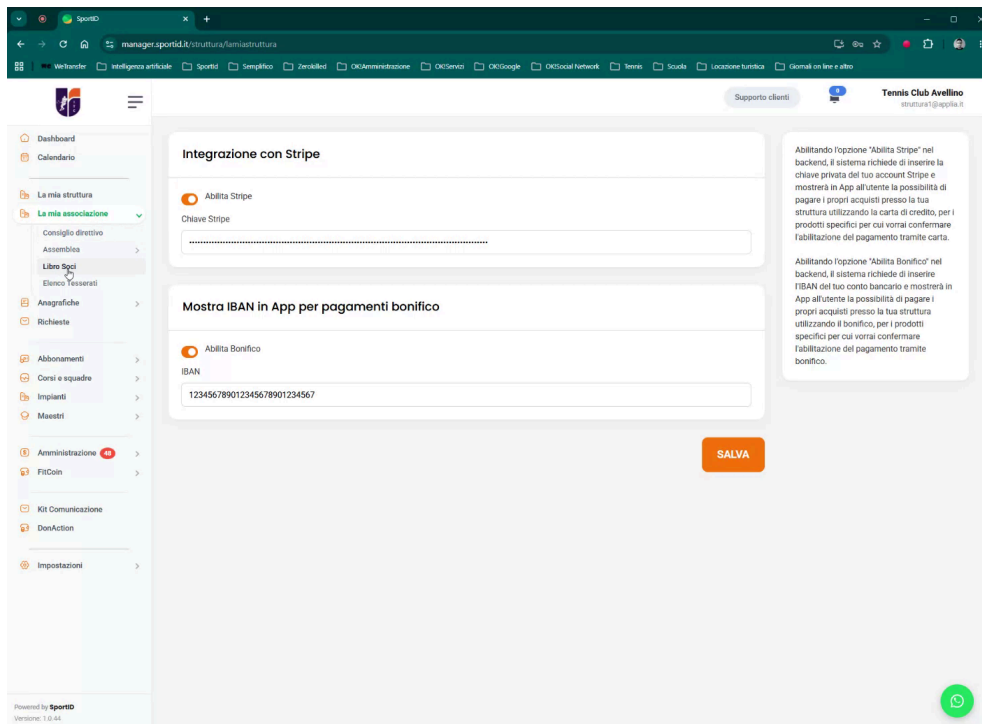 SportID
manager.sportid.it/struttura/lamiastruttura
WeTransfer
Intelligenza artificiale
SportId
Semplifico
Zerokilled
OK!Amministrazione
OK!Servizi
OK!Google
OK!Social Network
Tennis
Scuola
Locazione turistica
Giornali on line e altro
Supporto clienti
0
Tennis Club Avellino
struttura1@applia.it
Dashboard
Calendario
La mia struttura
La mia associazione
Consiglio direttivo
Assemblea
Libro Soci
Elenco Tesserati
Anagrafiche
Richieste
Abbonamenti
Corsi e squadre
Impianti
Maestri
Amministrazione 48
FitCoin
Kit Comunicazione
DonAction
Impostazioni
Powered by SportID
Versione: 1.0.44
Integrazione con Stripe
Abilita Stripe
Chiave Stripe
Mostra IBAN in App per pagamenti bonifico
Abilita Bonifico
IBAN
123456789012345678901234567
SALVA
Abilitando l'opzione "Abilita Stripe" nel
backend, il sistema richiede di inserire la
chiave privata del tuo account Stripe e
mostrerà in App all'utente la possibilità di
pagare i propri acquisti presso la tua
struttura utilizzando la carta di credito, per i
prodotti specifici per cui vorrai confermare
l'abilitazione del pagamento tramite carta.
Abilitando l'opzione "Abilita Bonifico" nel
backend, il sistema richiede di inserire
l'IBAN del tuo conto bancario e mostrerà in
App all'utente la possibilità di pagare i
propri acquisti presso la tua struttura
utilizzando il bonifico, per i prodotti
specifici per cui vorrai confermare
l'abilitazione del pagamento tramite
bonifico.